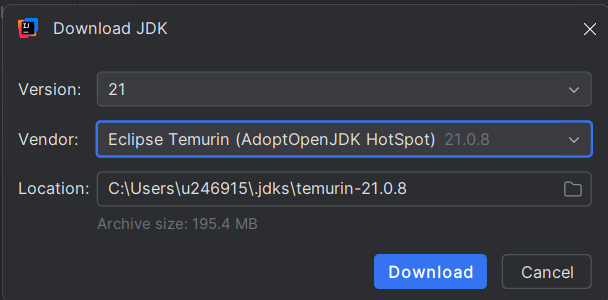 Download JDK
Version: 21
Vendor: Eclipse Temurin (AdoptOpenJDK HotSpot) 21.0.8
Location: C:\Users\u246915\.jdks\temurin-21.0.8
Archive size: 195.4 MB
Download Cancel